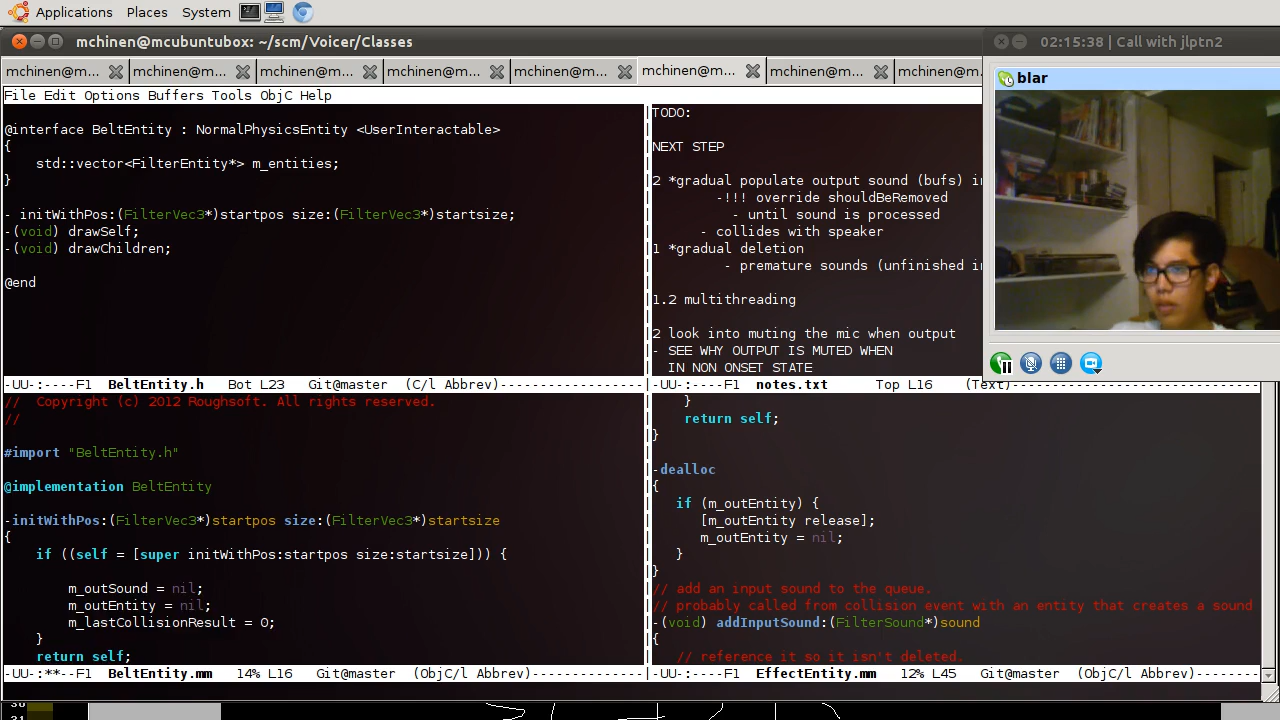 Applications Places System
mchinen@mcubuntubox: ~/scm/Voicer/Classes
02:15:38 | Call with jlptn2
mchinen@m... mchinen@m... mchinen@m... mchinen@m... mchinen@m... mchinen@m... mchinen@m... mchinen@m.
blar
File Edit Options Buffers Tools ObjC Help
@interface BeltEntity : NormalPhysicsEntity <UserInteractable>
{
    std::vector<FilterEntity*> m_entities;
}
- initWithPos:(FilterVec3*)startpos size:(FilterVec3*)startsize;
-(void) drawSelf;
-(void) drawChildren;
@end
-UU-:----F1  BeltEntity.h   Bot L23   Git@master  (C/l Abbrev)------------------
TODO:
NEXT STEP
2 *gradual populate output sound (bufs) i
-!!! override shouldBeRemoved
- until sound is processed
- collides with speaker
1 *gradual deletion
- premature sounds (unfinished i
1.2 multithreading
2 look into muting the mic when output
- SEE WHY OUTPUT IS MUTED WHEN
IN NON ONSET STATE
-UU-:----F1  notes.txt      Top L16   (Text)-------------------------------
//  Copyright (c) 2012 Roughsoft. All rights reserved.
//
#import "BeltEntity.h"
@implementation BeltEntity
-initWithPos:(FilterVec3*)startpos size:(FilterVec3*)startsize
{
    if ((self = [super initWithPos:startpos size:startsize])) {
        m_outSound = nil;
        m_outEntity = nil;
        m_lastCollisionResult = 0;
    }
    return self;
-UU-:**--F1  BeltEntity.mm   14% L16   Git@master  (ObjC/l Abbrev)--------------
    }
    return self;
}
-dealloc
{
   if (m_outEntity) {
      [m_outEntity release];
      m_outEntity = nil;
   }
}
// add an input sound to the queue.
// probably called from collision event with an entity that creates a sound
-(void) addInputSound:(FilterSound*)sound
{
   // reference it so it isn't deleted.
-UU-:----F1  EffectEntity.mm   12% L45   Git@master  (ObjC/l Abbrev)------------
31